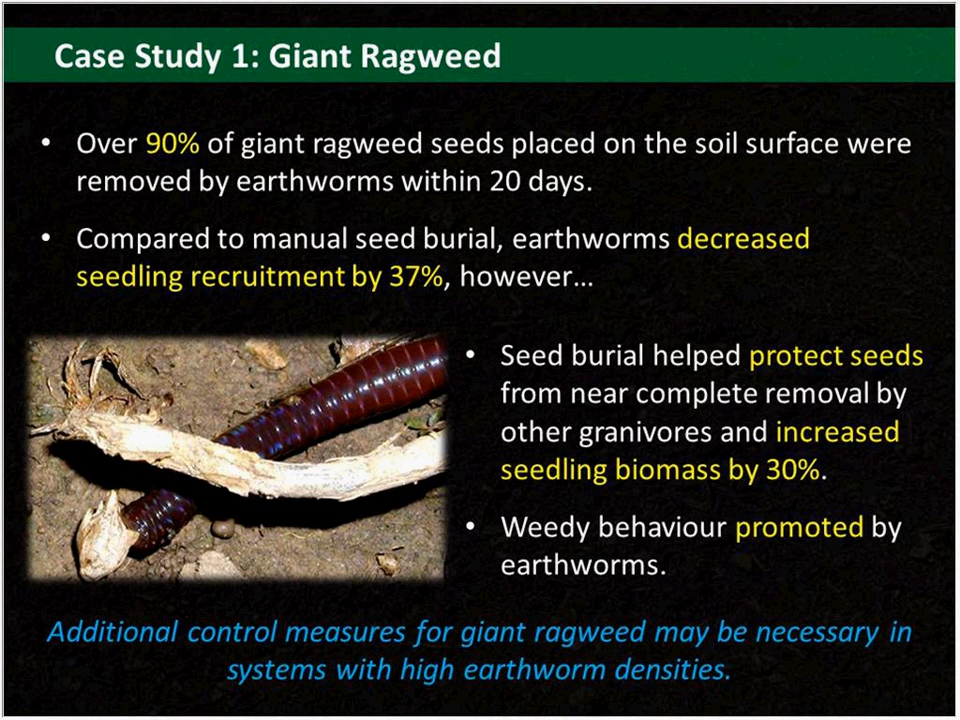 Case Study 1: Giant Ragweed
• Over 90% of giant ragweed seeds placed on the soil surface were
removed by earthworms within 20 days.
• Compared to manual seed burial, earthworms decreased
seedling recruitment by 37%, however…
• Seed burial helped protect seeds
from near complete removal by
other granivores and increased
seedling biomass by 30%.
• Weedy behaviour promoted by
earthworms.
Additional control measures for giant ragweed may be necessary in
systems with high earthworm densities.